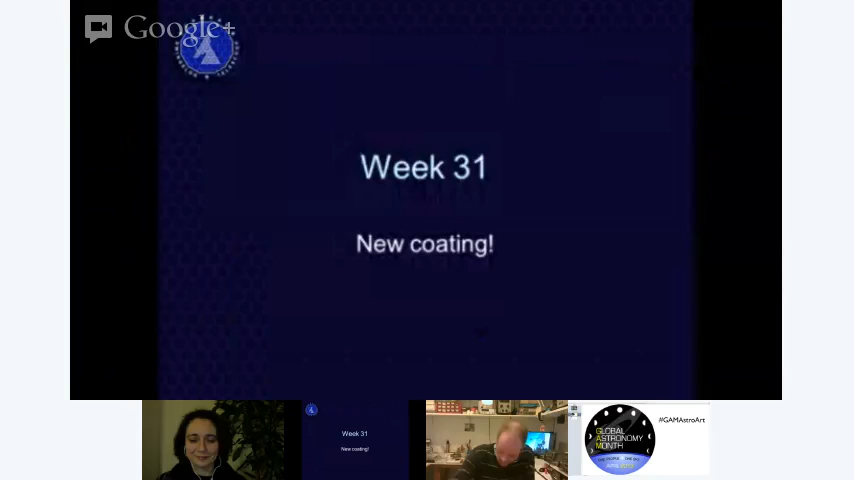 Google+
Week 31
New coating!
Week 31
New coating!
#GAMAstroArt
GLOBAL
ASTRONOMY
MONTH